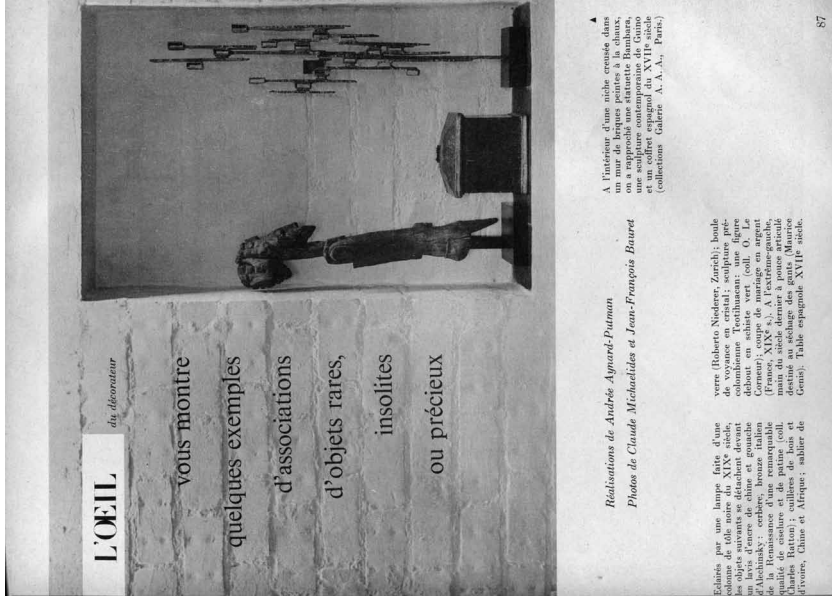 L'ŒIL du décorateur
vous montre
quelques exemples
d'associations
d'objets rares,
insolites
ou précieux
Réalisations de Andrée Aynard-Putman
Photos de Claude Michaelides et Jean-François Bauret
▲
A l'intérieur d'une niche creusée dans
un mur de briques peintes à la chaux,
on a rapproché une statuette Bambara,
une sculpture contemporaine de Guino
et un coffret espagnol du XVIIe siècle
(collections Galerie A. A. A., Paris.)
Eclairés par une lampe faite d'une
colonne de tôle noire du XIXe siècle,
les objets suivants se détachent devant
un lavis d'encre de chine et gouache
d'Alechinsky: cerbère, bronze italien
de la Renaissance d'une remarquable
qualité de ciselure et de patine (coll.
Charles Ratton); cuillères de bois et
d'ivoire, Chine et Afrique; sablier de
verre (Roberto Niederer, Zurich); boule
de voyance en cristal; sculpture pré-
colombienne Teotihuacan: une figure
debout en schiste vert (coll. O. Le
Corneur); coupe de mariage en argent
(France, XIXe s.). A l'extrême-gauche,
main du siècle dernier à pouce articulé
destiné au séchage des gants (Maurice
Genis). Table espagnole XVIIe siècle.
87